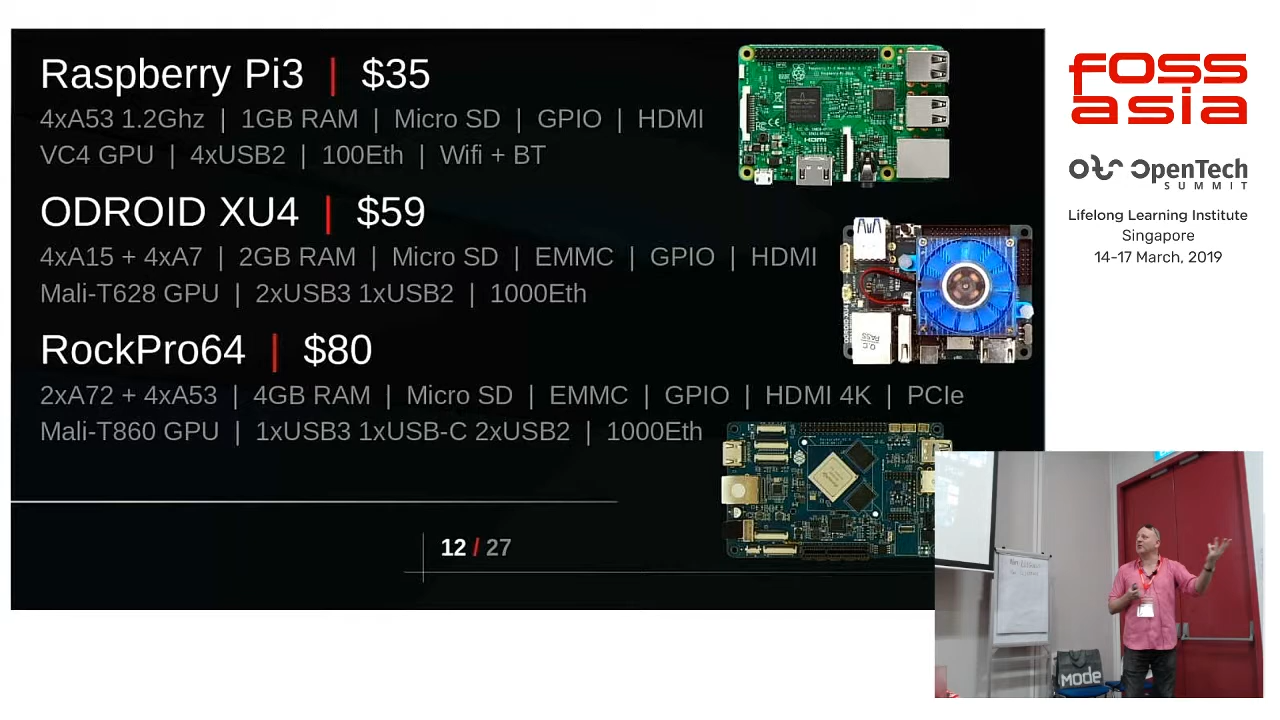 Raspberry Pi3 | $35
4xA53 1.2Ghz | 1GB RAM | Micro SD | GPIO | HDMI
VC4 GPU | 4xUSB2 | 100Eth | Wifi + BT
ODROID XU4 | $59
4xA15 + 4xA7 | 2GB RAM | Micro SD | EMMC | GPIO | HDMI
Mali-T628 GPU | 2xUSB3 1xUSB2 | 1000Eth
RockPro64 | $80
2xA72 + 4xA53 | 4GB RAM | Micro SD | EMMC | GPIO | HDMI 4K | PCIe
Mali-T860 GPU | 1xUSB3 1xUSB-C 2xUSB2 | 1000Eth
12 / 27
FOSS
asia
OpenTech
SUMMIT
Lifelong Learning Institute
Singapore
14-17 March, 2019
HDMI
Q.C
PASS
MODE